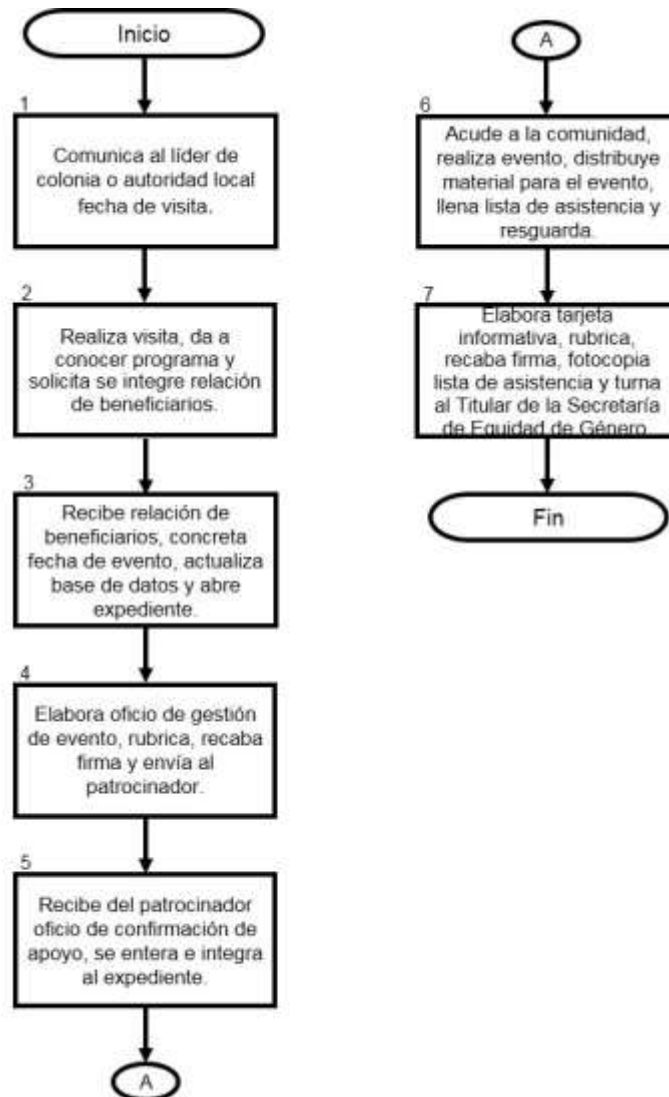 Inicio
1
Comunica al líder de
colonia o autoridad local
fecha de visita.
2
Realiza visita, da a
conocer programa y
solicita se integre relación
de beneficiarios.
3
Recibe relación de
beneficiarios, concreta
fecha de evento, actualiza
base de datos y abre
expediente.
4
Elabora oficio de gestión
de evento, rubrica, recaba
firma y envía al
patrocinador.
5
Recibe del patrocinador
oficio de confirmación de
apoyo, se entera e integra
al expediente.
A
A
6
Acude a la comunidad,
realiza evento, distribuye
material para el evento,
llena lista de asistencia y
resguarda.
7
Elabora tarjeta
informativa, rubrica,
recaba firma, fotocopia
lista de asistencia y turna
al Titular de la Secretaría
de Equidad de Género
Fin